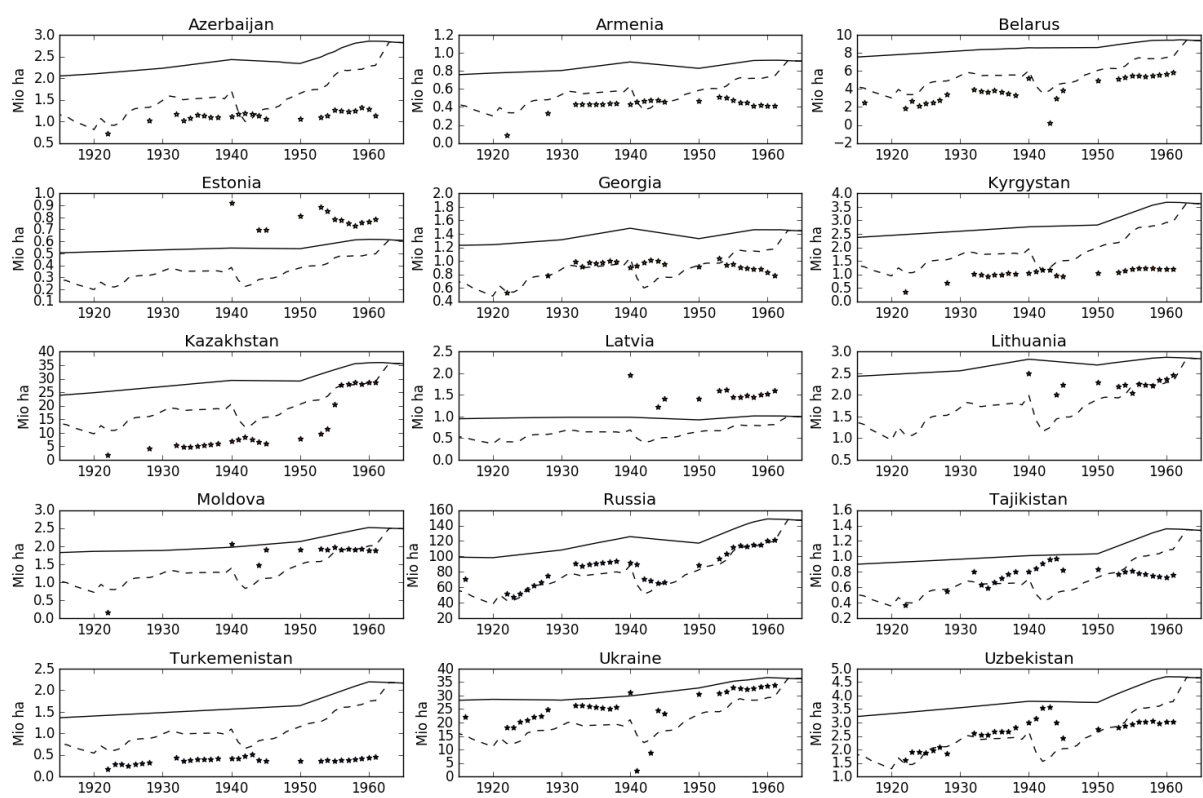 Azerbaijan
Mio ha
3.0
2.5
2.0
1.5
1.0
0.5
1920 1930 1940 1950 1960
Armenia
Mio ha
1.2
1.0
0.8
0.6
0.4
0.2
0.0
1920 1930 1940 1950 1960
Belarus
Mio ha
10
8
6
4
2
0
−2
1920 1930 1940 1950 1960
Estonia
Mio ha
1.0
0.9
0.8
0.7
0.6
0.5
0.4
0.3
0.2
0.1
1920 1930 1940 1950 1960
Georgia
Mio ha
2.0
1.8
1.6
1.4
1.2
1.0
0.8
0.6
0.4
1920 1930 1940 1950 1960
Kyrgystan
Mio ha
4.0
3.5
3.0
2.5
2.0
1.5
1.0
0.5
0.0
1920 1930 1940 1950 1960
Kazakhstan
Mio ha
40
35
30
25
20
15
10
5
0
1920 1930 1940 1950 1960
Latvia
Mio ha
2.5
2.0
1.5
1.0
0.5
0.0
1920 1930 1940 1950 1960
Lithuania
Mio ha
3.0
2.5
2.0
1.5
1.0
0.5
1920 1930 1940 1950 1960
Moldova
Mio ha
3.0
2.5
2.0
1.5
1.0
0.5
0.0
1920 1930 1940 1950 1960
Russia
Mio ha
160
140
120
100
80
60
40
20
1920 1930 1940 1950 1960
Tajikistan
Mio ha
1.6
1.4
1.2
1.0
0.8
0.6
0.4
0.2
1920 1930 1940 1950 1960
Turkemenistan
Mio ha
2.5
2.0
1.5
1.0
0.5
0.0
1920 1930 1940 1950 1960
Ukraine
Mio ha
40
35
30
25
20
15
10
5
0
1920 1930 1940 1950 1960
Uzbekistan
Mio ha
5.0
4.5
4.0
3.5
3.0
2.5
2.0
1.5
1.0
1920 1930 1940 1950 1960